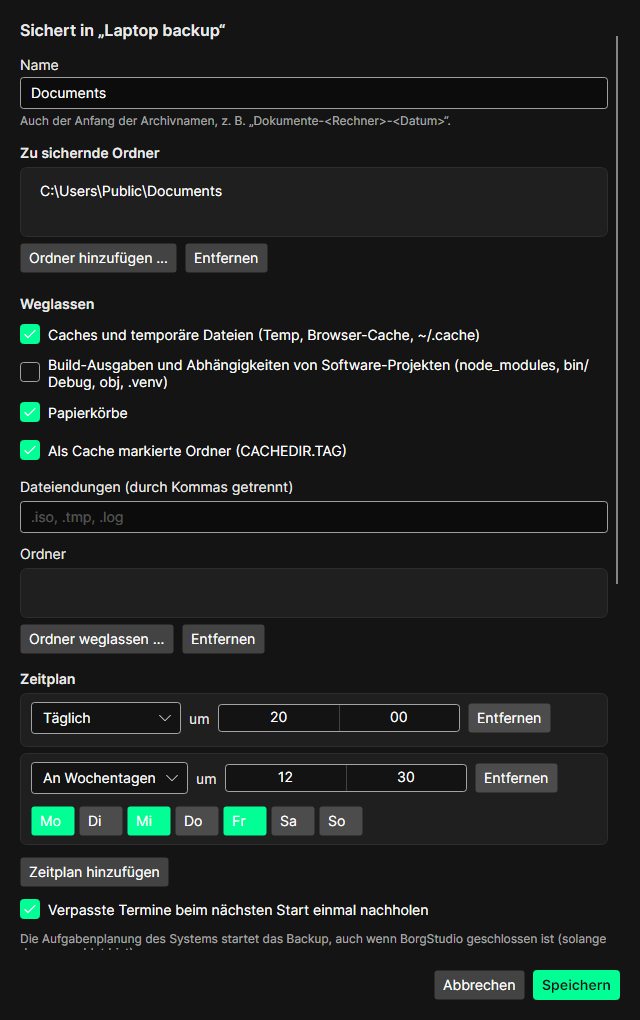 Sichert in „Laptop backup“
Name
Documents
Auch der Anfang der Archivnamen, z. B. „Dokumente-<Rechner>-<Datum>“.
Zu sichernde Ordner
C:\Users\Public\Documents
Ordner hinzufügen ... Entfernen
Weglassen
Caches und temporäre Dateien (Temp, Browser-Cache, ~/.cache)
Build-Ausgaben und Abhängigkeiten von Software-Projekten (node_modules, bin/
Debug, obj, .venv)
Papierkörbe
Als Cache markierte Ordner (CACHEDIR.TAG)
Dateiendungen (durch Kommas getrennt)
.iso, .tmp, .log
Ordner
Ordner weglassen ... Entfernen
Zeitplan
Täglich um 20 00 Entfernen
An Wochentagen um 12 30 Entfernen
Mo Di Mi Do Fr Sa So
Zeitplan hinzufügen
Verpasste Termine beim nächsten Start einmal nachholen
Die Aufgabenplanung des Systems startet das Backup, auch wenn BorgStudio geschlossen ist (solange
Abbrechen Speichern